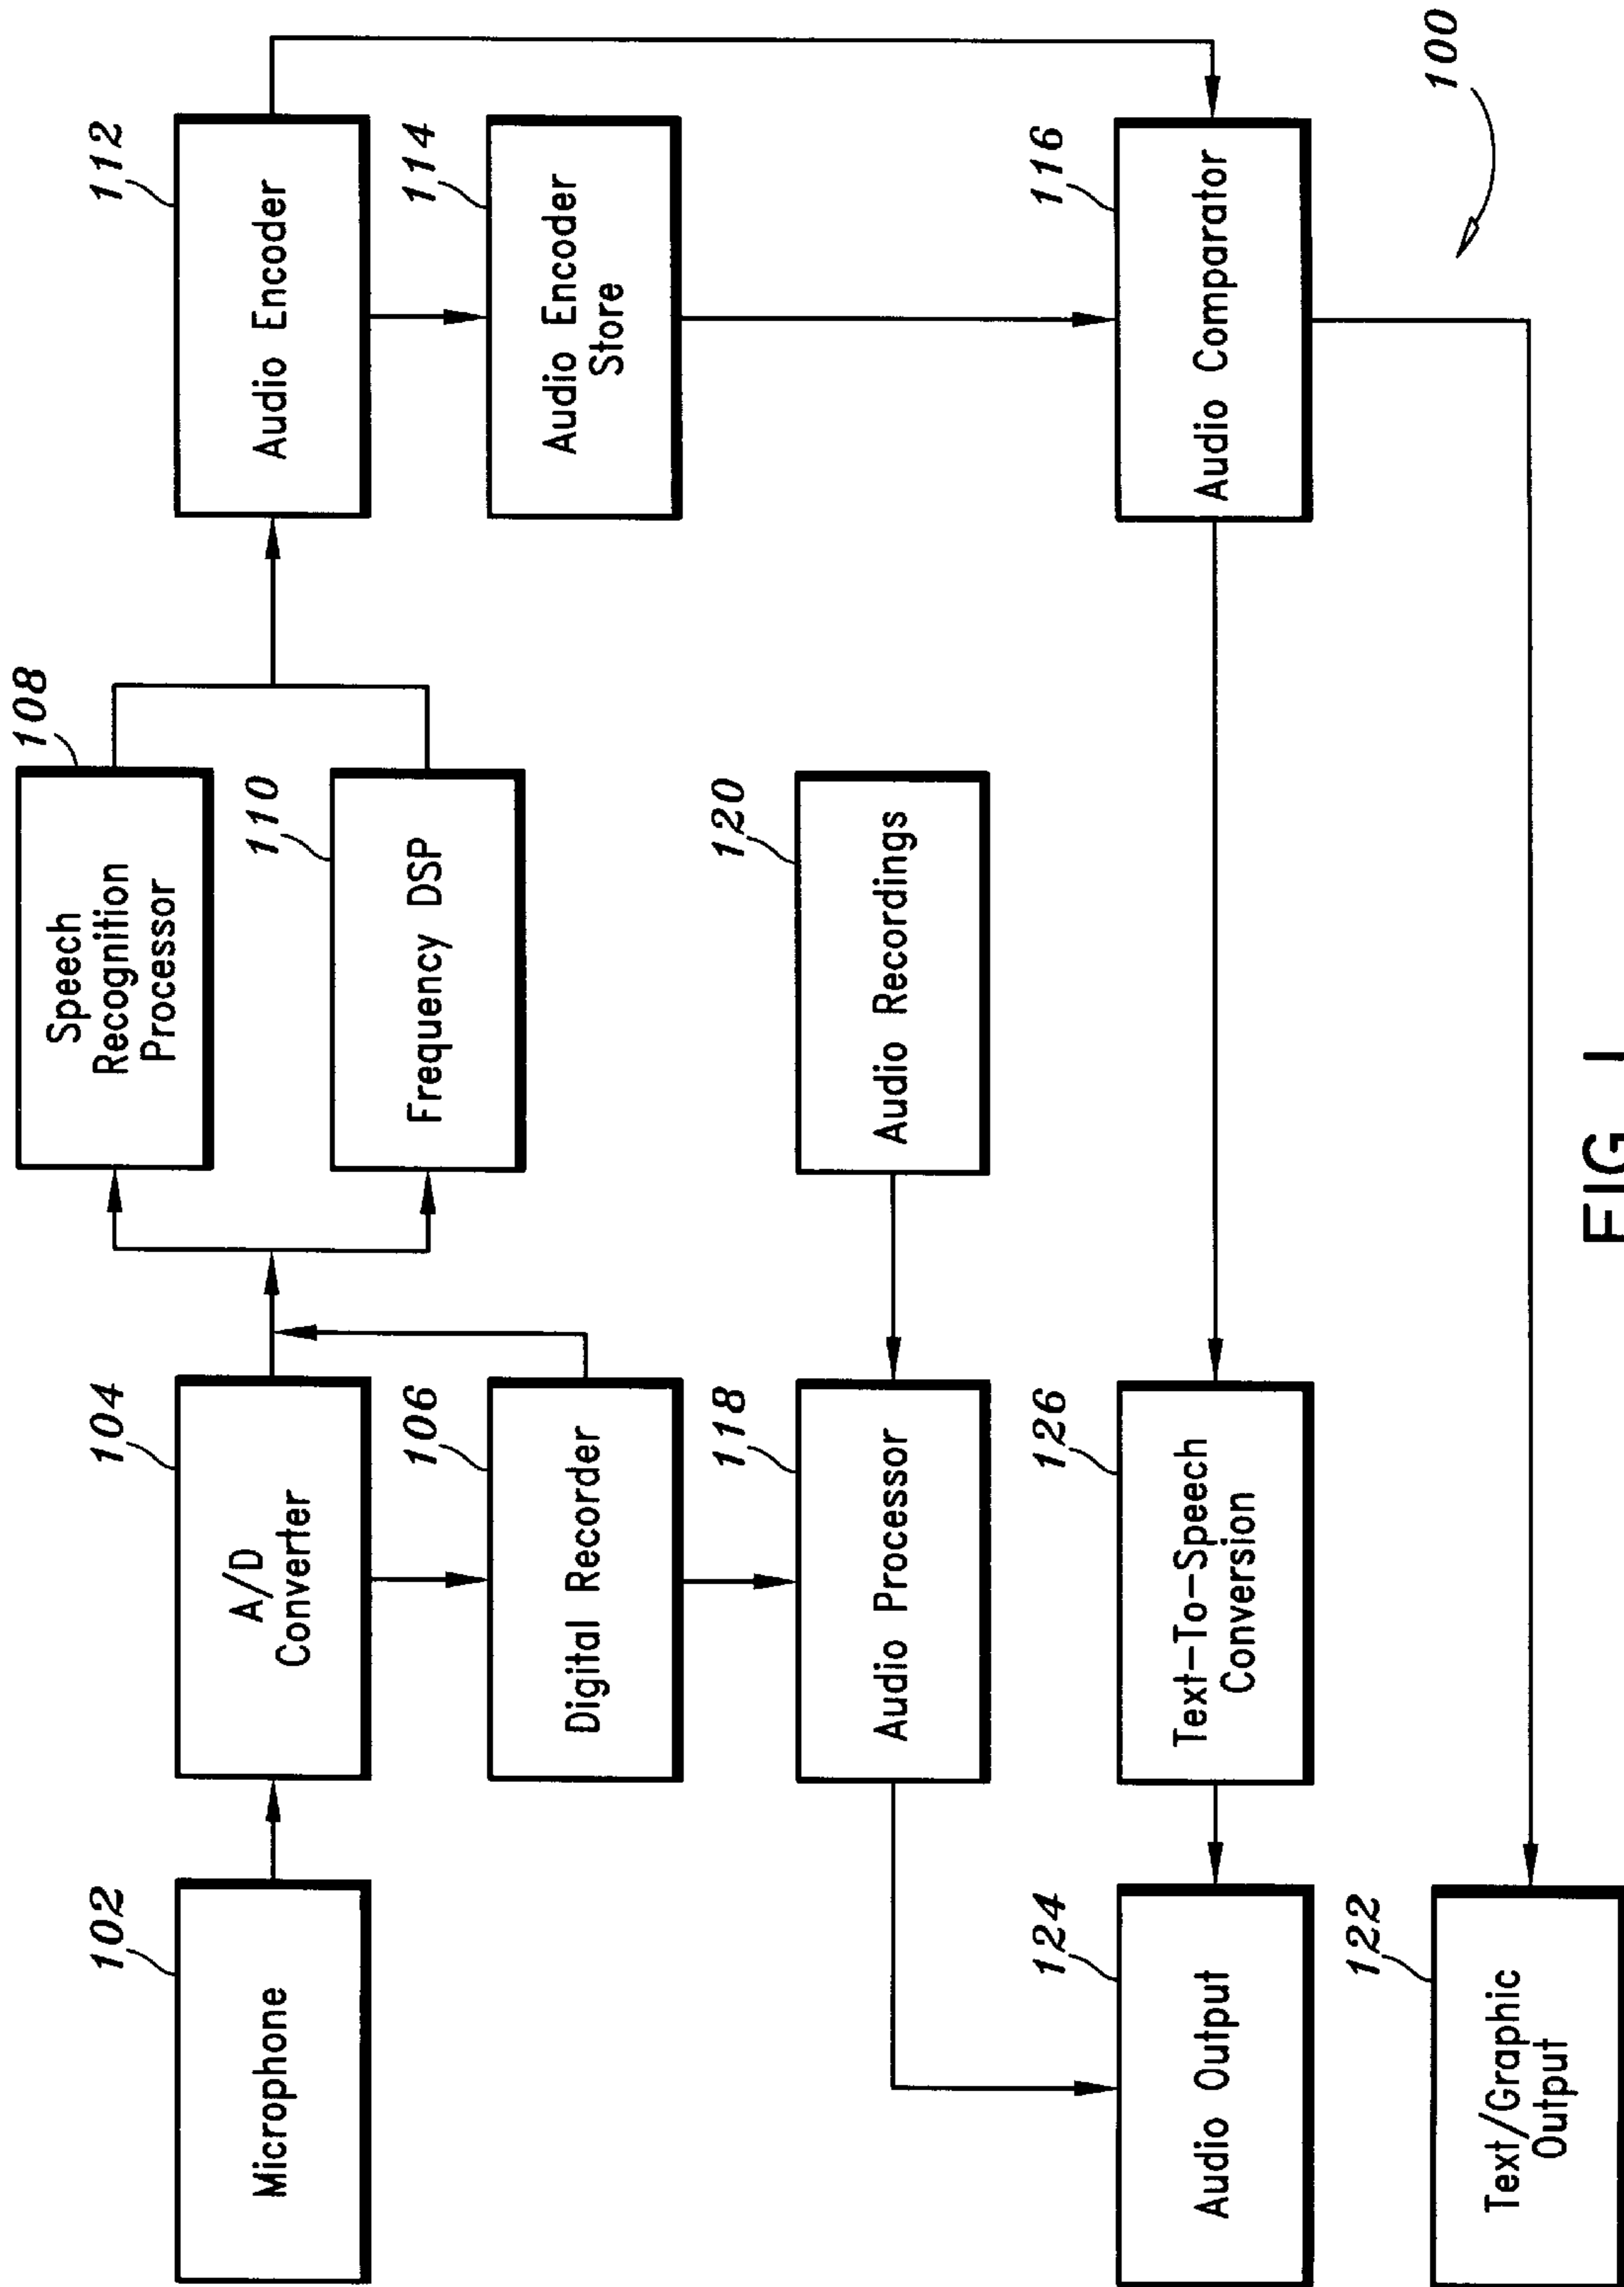 108
Speech
Recognition
Processor
102
Microphone
104
A/D
Converter
112
Audio Encoder
110
Frequency DSP
106
Digital Recorder
114
Audio Encoder
Store
118
Audio Processor
120
Audio Recordings
124
Audio Output
126
Text-To-Speech
Conversion
116
Audio Comparator
122
Text/Graphic
Output
100
FIG. 1